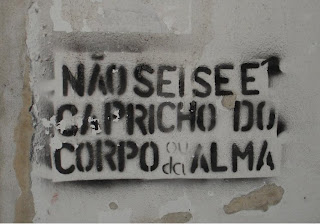 NÃO SEI SE E'
CAPRICHO DO
CORPO ou da ALMA